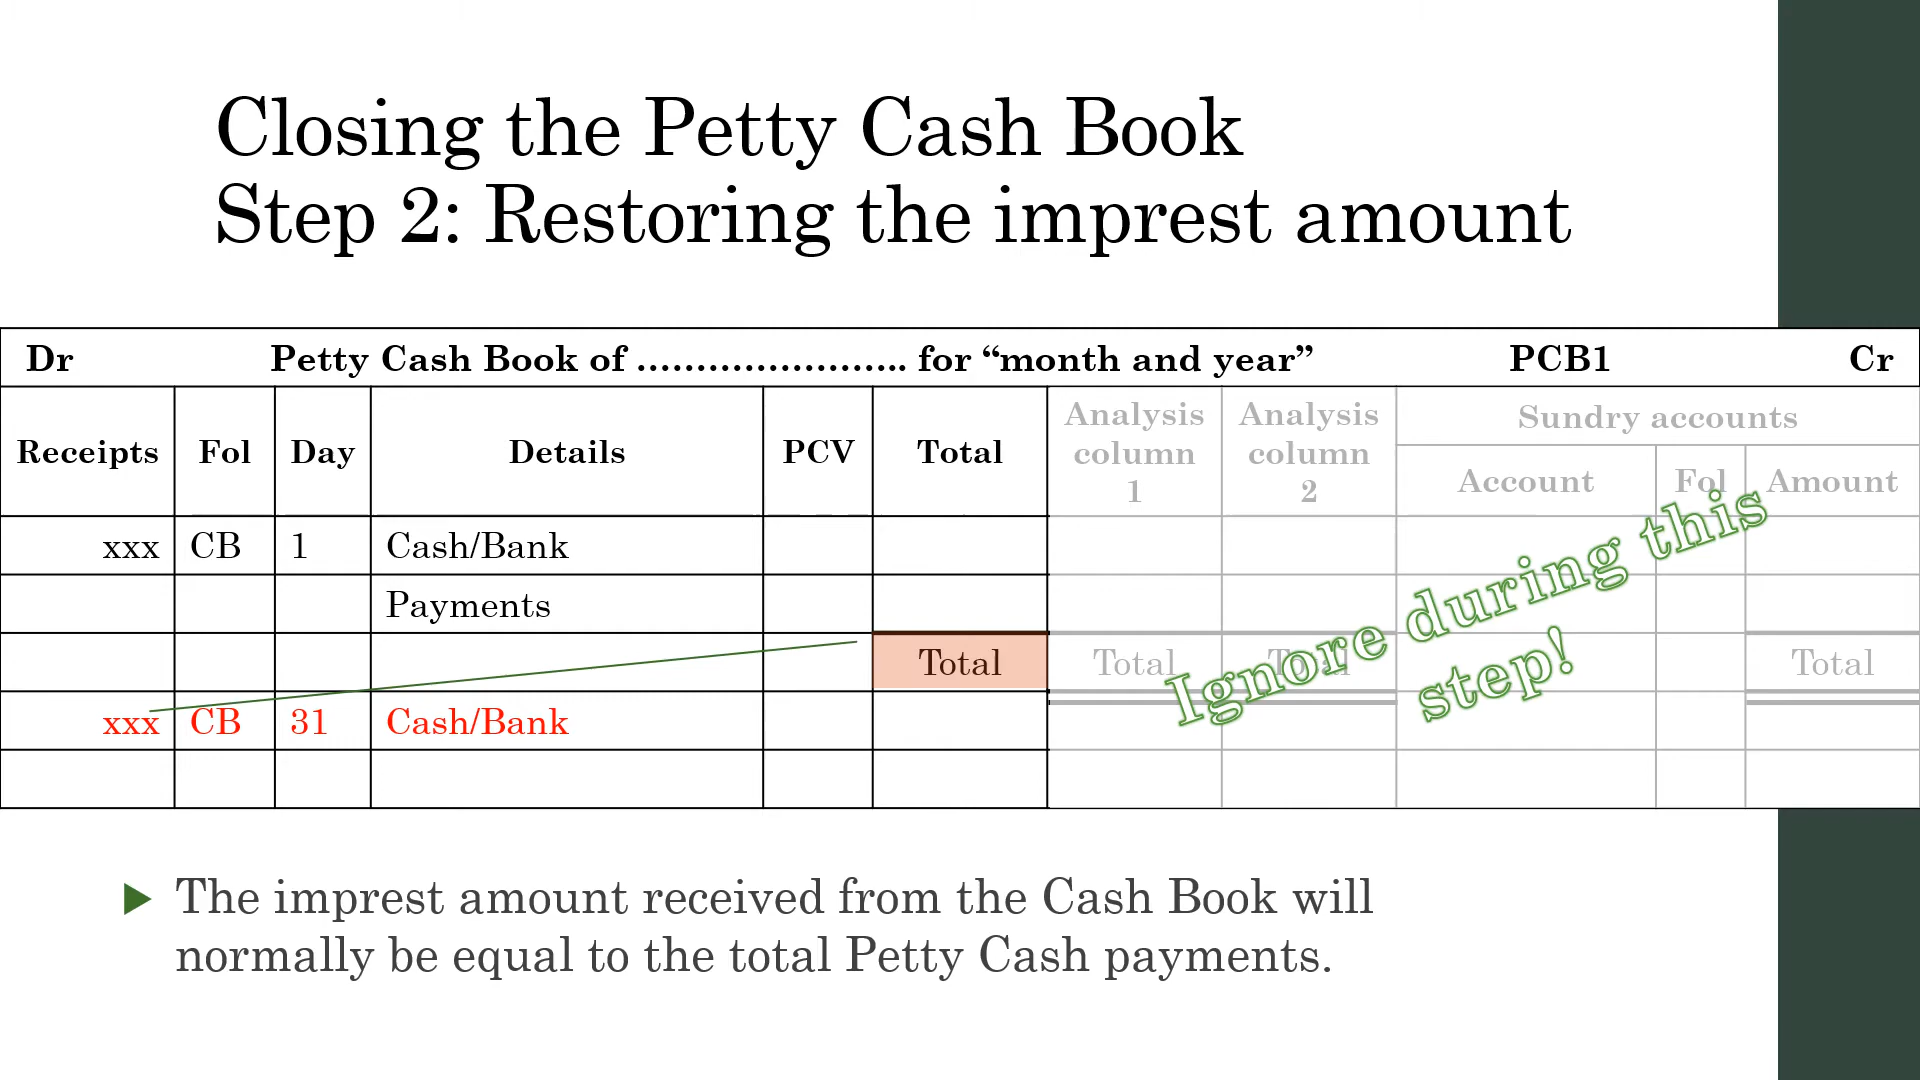 Closing the Petty Cash Book
Step 2: Restoring the imprest amount
Dr Petty Cash Book of ………………….. for “month and year” PCB1 Cr
Receipts Fol Day Details PCV Total Analysis column 1 Analysis column 2 Sundry accounts
Account Fol Amount
xxx CB 1 Cash/Bank
Payments
Total Total Total Total
xxx CB 31 Cash/Bank
Ignore during this
step!
The imprest amount received from the Cash Book will
normally be equal to the total Petty Cash payments.